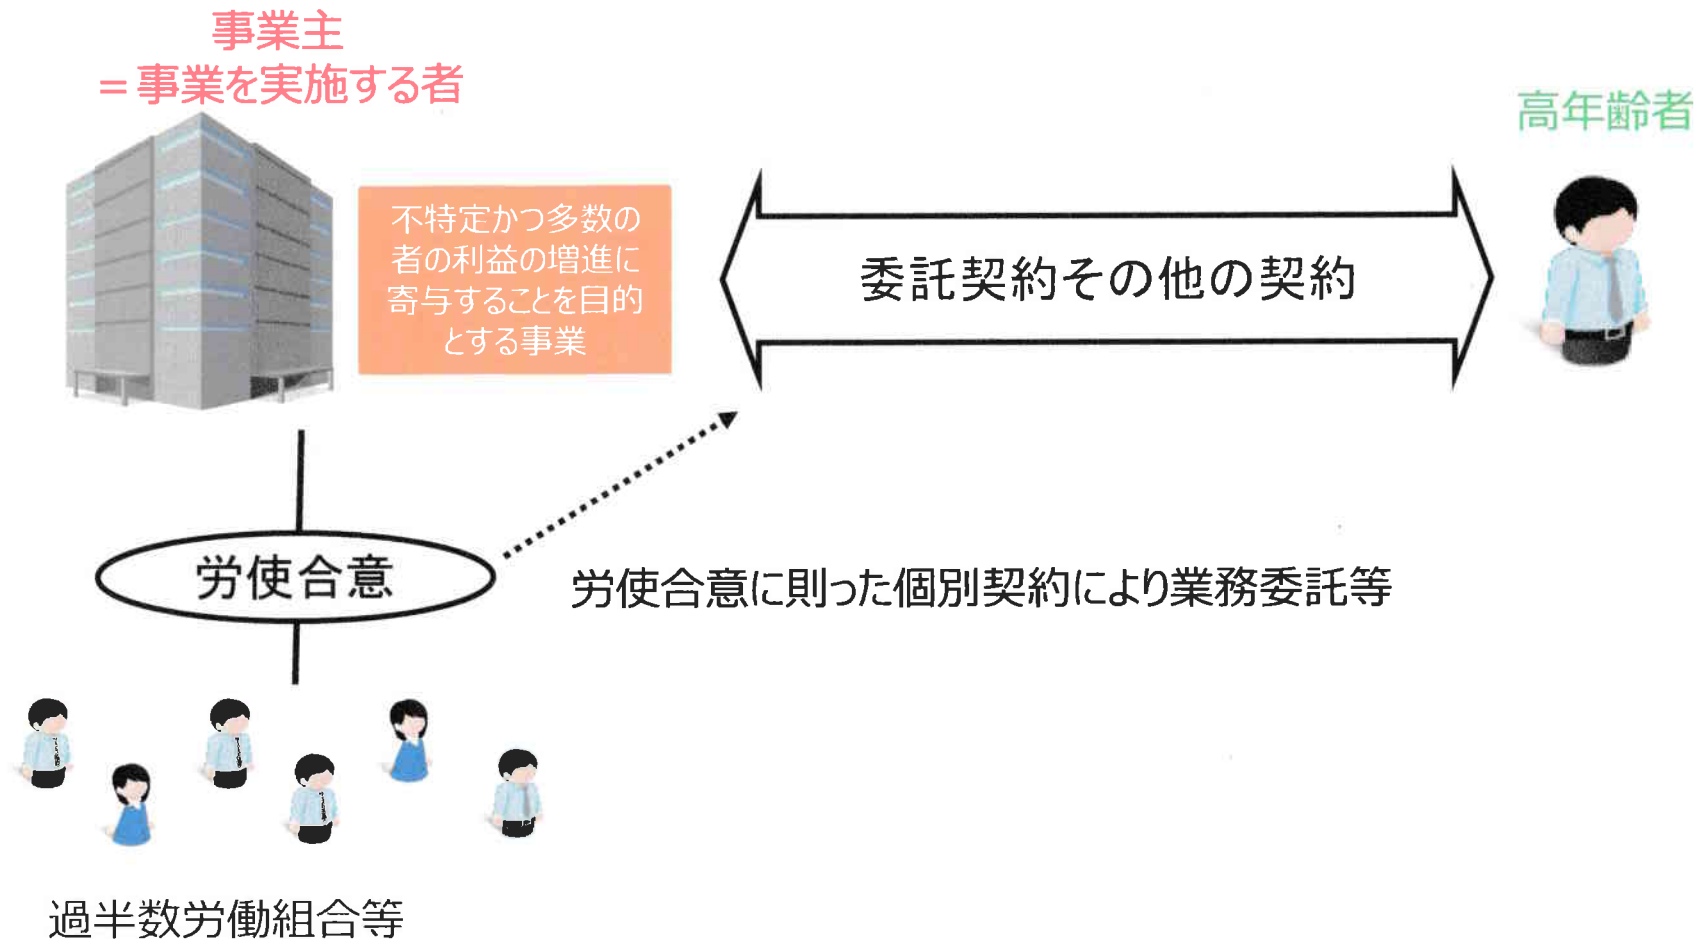 事業主
＝事業を実施する者
高年齢者
不特定かつ多数の
者の利益の増進に
寄与することを目的
とする事業
委託契約その他の契約
労使合意
労使合意に則った個別契約により業務委託等
過半数労働組合等